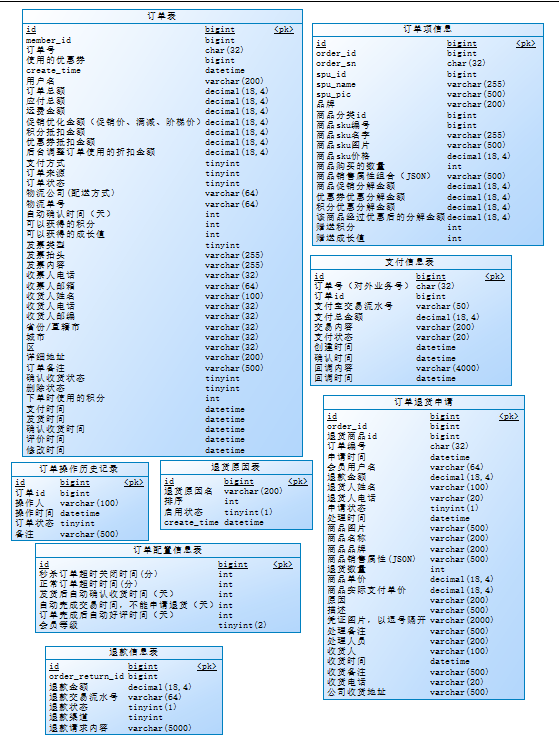 订单表
id bigint <pk>
member_id bigint
订单号 char(32)
使用的优惠券 bigint
create_time datetime
用户名 varchar(200)
订单总额 decimal(18,4)
应付总额 decimal(18,4)
运费金额 decimal(18,4)
促销优化金额（促销价、满减、阶梯价） decimal(18,4)
积分抵扣金额 decimal(18,4)
优惠券抵扣金额 decimal(18,4)
后台调整订单使用的折扣金额 decimal(18,4)
支付方式 tinyint
订单来源 tinyint
订单状态 tinyint
物流公司(配送方式) varchar(64)
物流单号 varchar(64)
自动确认时间（天） int
可以获得的积分 int
可以获得的成长值 int
发票类型 tinyint
发票抬头 varchar(255)
发票内容 varchar(255)
收票人电话 varchar(32)
收票人邮箱 varchar(64)
收货人姓名 varchar(100)
收货人电话 varchar(32)
收货人邮编 varchar(32)
省份/直辖市 varchar(32)
城市 varchar(32)
区 varchar(32)
详细地址 varchar(200)
订单备注 varchar(500)
确认收货状态 tinyint
删除状态 tinyint
下单时使用的积分 int
支付时间 datetime
发货时间 datetime
确认收货时间 datetime
评价时间 datetime
修改时间 datetime
订单项信息
id bigint <pk>
order_id bigint
order_sn char(32)
spu_id bigint
spu_name varchar(255)
spu_pic varchar(500)
品牌 varchar(200)
商品分类id bigint
商品sku编号 bigint
商品sku名字 varchar(255)
商品sku图片 varchar(500)
商品sku价格 decimal(18,4)
商品购买的数量 int
商品销售属性组合（JSON） varchar(500)
商品促销分解金额 decimal(18,4)
优惠券优惠分解金额 decimal(18,4)
积分优惠分解金额 decimal(18,4)
该商品经过优惠后的分解金额 decimal(18,4)
赠送积分 int
赠送成长值 int
支付信息表
id bigint <pk>
订单号（对外业务号） char(32)
订单id bigint
支付宝交易流水号 varchar(50)
支付总金额 decimal(18,4)
交易内容 varchar(200)
支付状态 varchar(20)
创建时间 datetime
确认时间 datetime
回调内容 varchar(4000)
回调时间 datetime
订单退货申请
id bigint <pk>
order_id bigint
退货商品id bigint
订单编号 char(32)
申请时间 datetime
会员用户名 varchar(64)
退款金额 decimal(18,4)
退货人姓名 varchar(100)
退货人电话 varchar(20)
申请状态 tinyint(1)
处理时间 datetime
商品图片 varchar(500)
商品名称 varchar(200)
商品品牌 varchar(200)
商品销售属性(JSON) varchar(500)
退货数量 int
商品单价 decimal(18,4)
商品实际支付单价 decimal(18,4)
原因 varchar(200)
描述 varchar(500)
凭证图片，以逗号隔开 varchar(2000)
处理备注 varchar(500)
处理人员 varchar(200)
收货人 varchar(100)
收货时间 datetime
收货备注 varchar(500)
收货电话 varchar(20)
公司收货地址 varchar(500)
订单操作历史记录
id bigint <pk>
订单id bigint
操作人 varchar(100)
操作时间 datetime
订单状态 tinyint
备注 varchar(500)
退货原因表
id bigint <pk>
退货原因名 varchar(200)
排序 int
启用状态 tinyint(1)
create_time datetime
订单配置信息表
id bigint <pk>
秒杀订单超时关闭时间(分) int
正常订单超时时间(分) int
发货后自动确认收货时间（天） int
自动完成交易时间，不能申请退货（天） int
订单完成后自动好评时间（天） int
会员等级 tinyint(2)
退款信息表
id bigint <pk>
order_return_id bigint
退款金额 decimal(18,4)
退款交易流水号 varchar(64)
退款状态 tinyint(1)
退款渠道 tinyint
退款请求内容 varchar(5000)